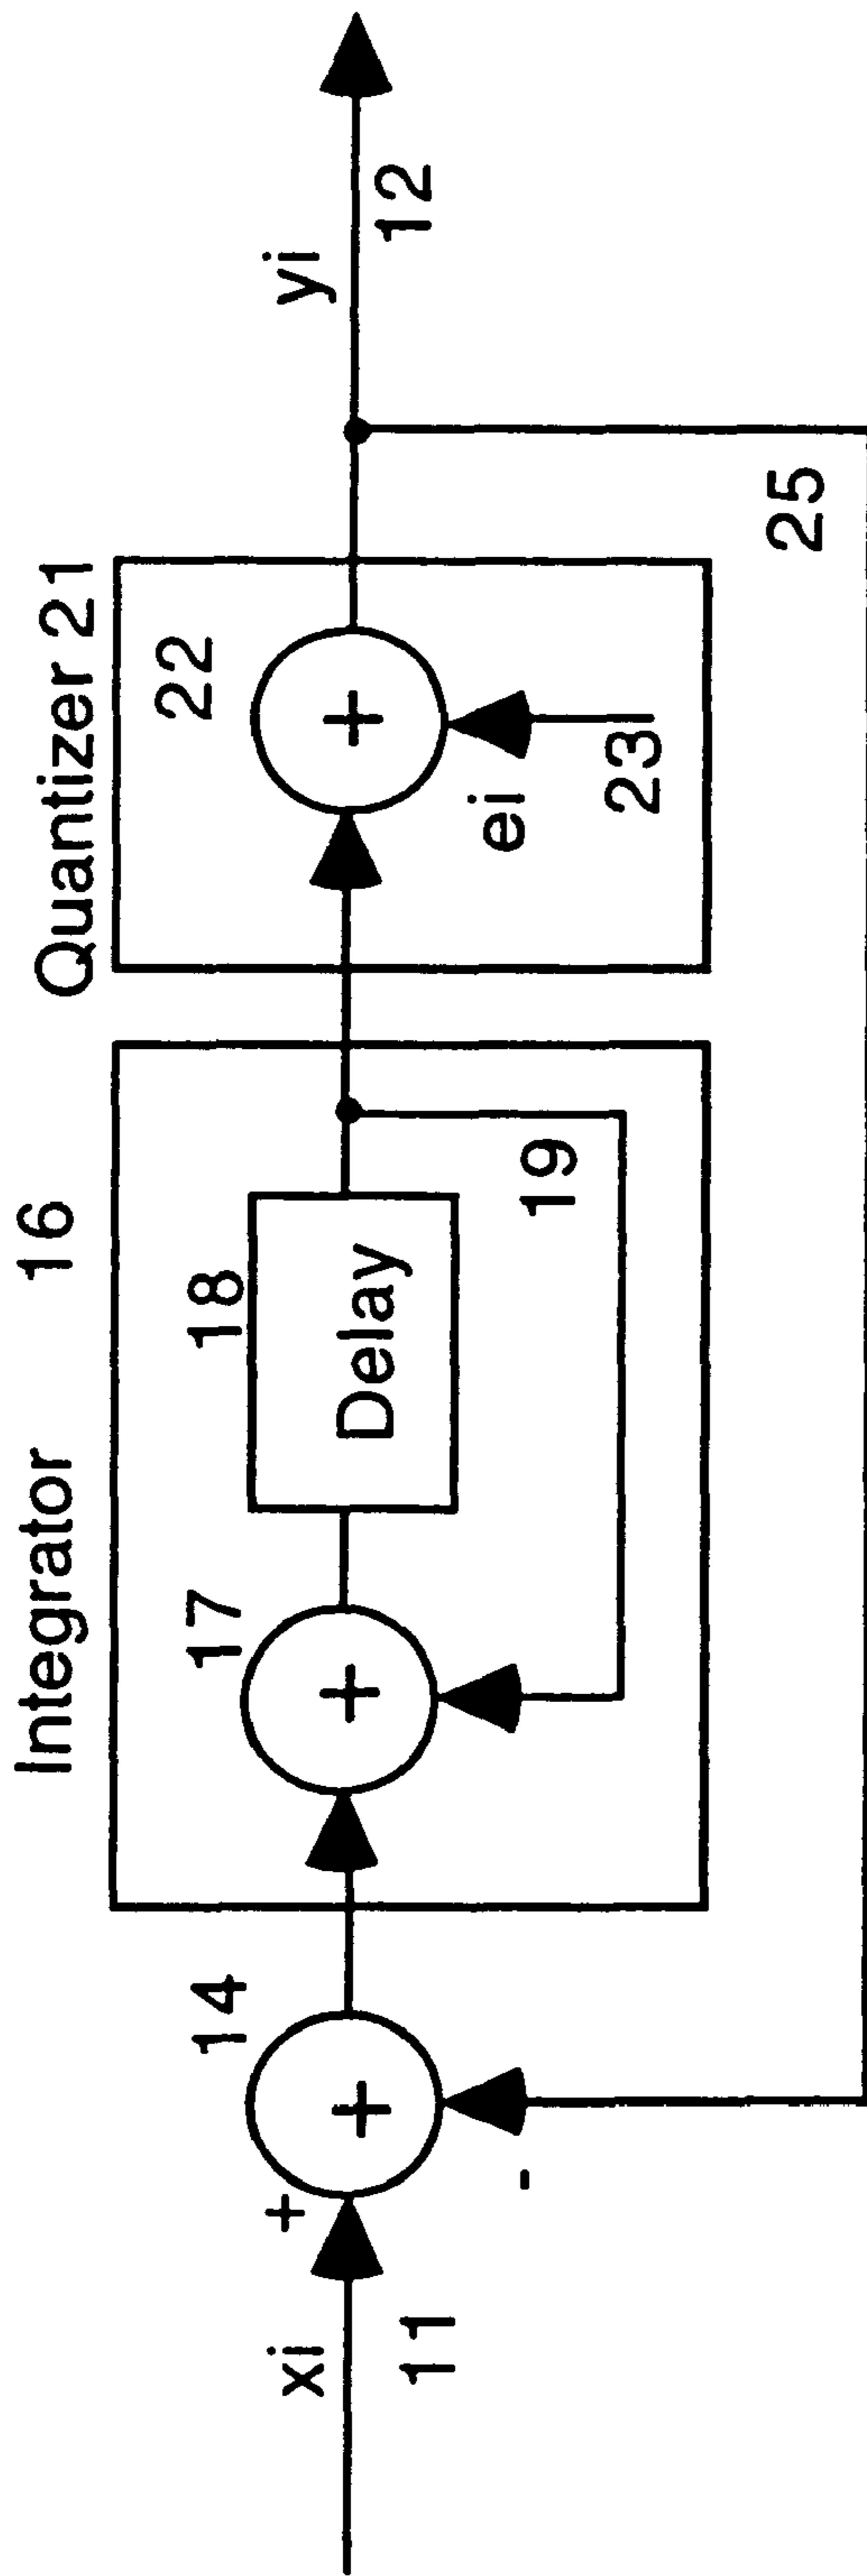 Integrator 16
Quantizer 21
xi
11
+
-
14
+
17
+
18
Delay
19
22
+
ei
23
yi
12
25